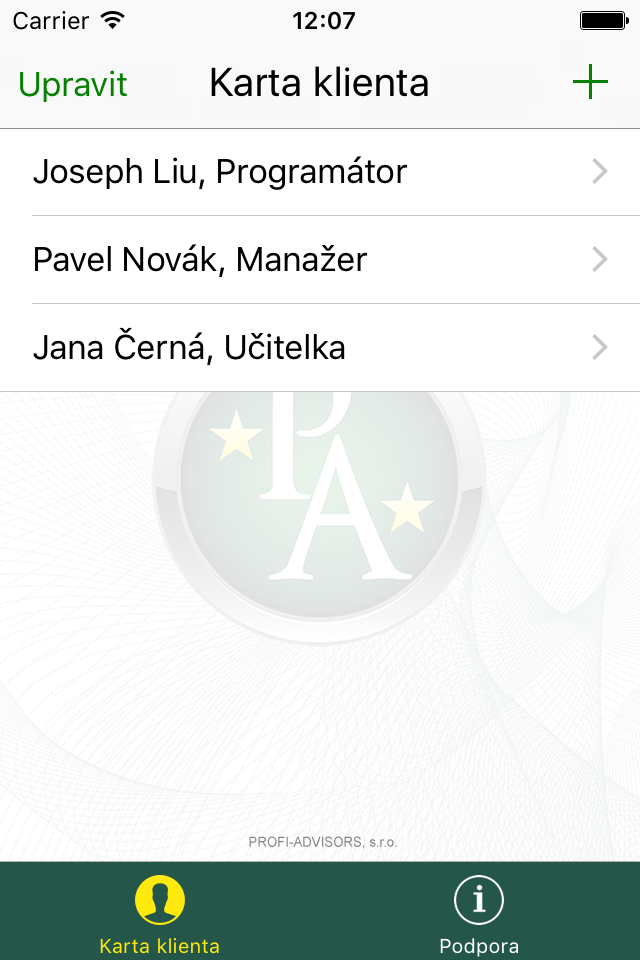 Carrier 12:07
Upravit Karta klienta
Joseph Liu, Programátor
Pavel Novák, Manažer
Jana Černá, Učitelka
PA
PROFI-ADVISORS, s.r.o.
Karta klienta Podpora